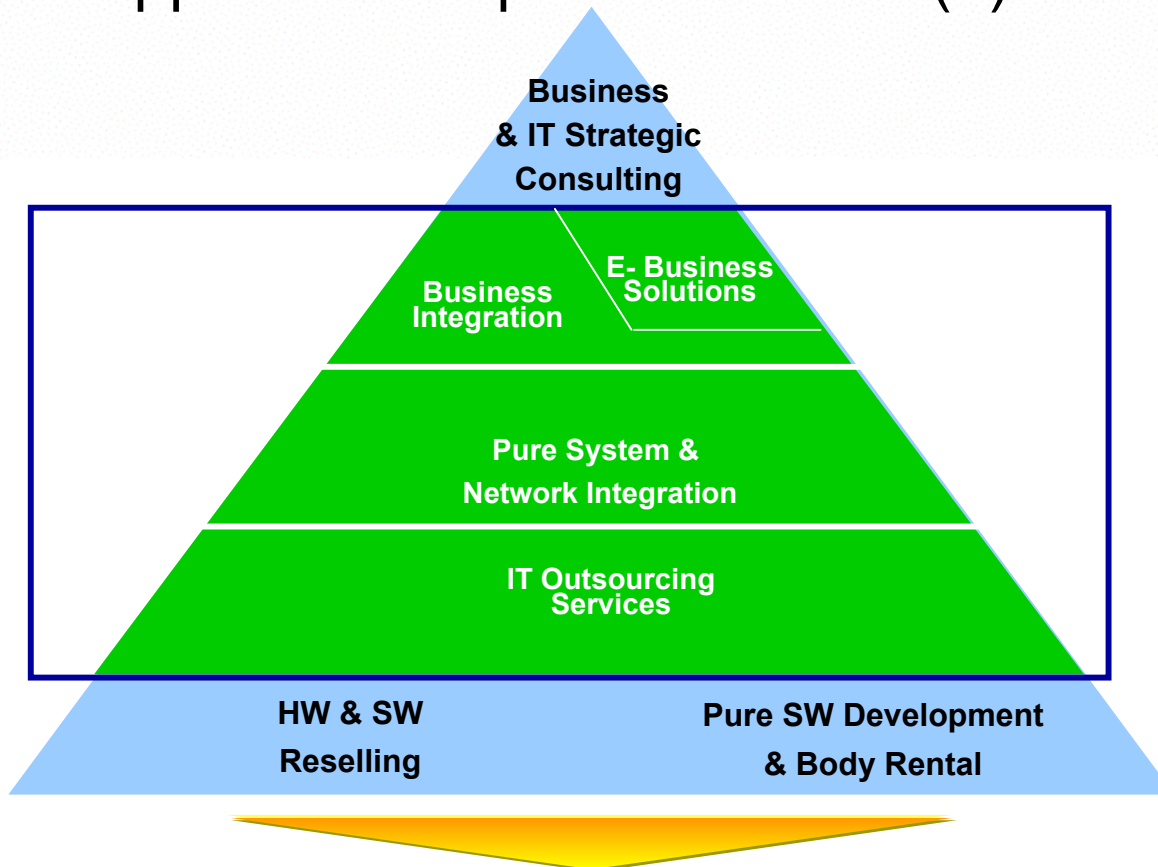 Business
& IT Strategic
Consulting
E- Business
Solutions
Business
Integration
Pure System &
Network Integration
IT Outsourcing
Services
HW & SW
Reselling
Pure SW Development
& Body Rental